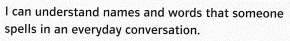 I can understand names and words that someone
spells in an everyday conversation.